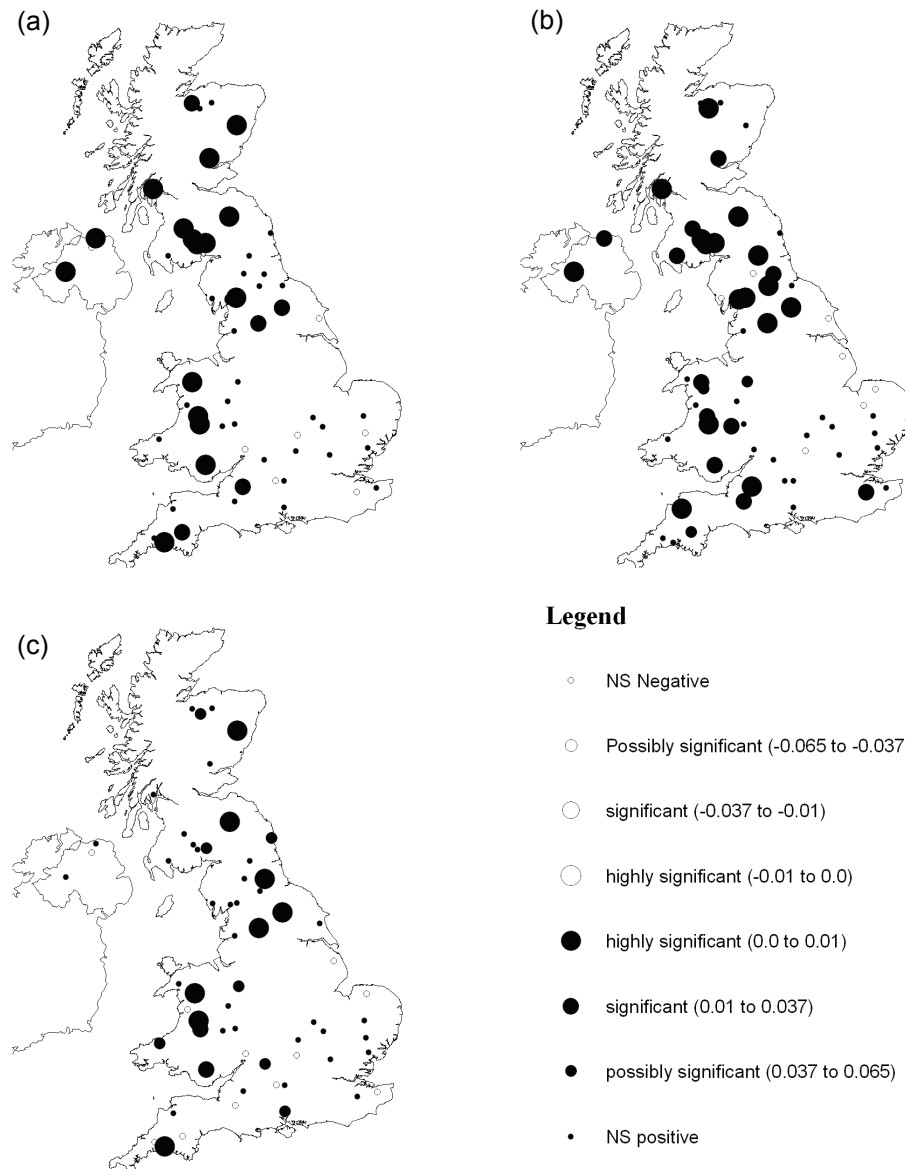 (a)
(b)
(c)
Legend
NS Negative
Possibly significant (-0.065 to -0.037
significant (-0.037 to -0.01)
highly significant (-0.01 to 0.0)
highly significant (0.0 to 0.01)
significant (0.01 to 0.037)
possibly significant (0.037 to 0.065)
NS positive